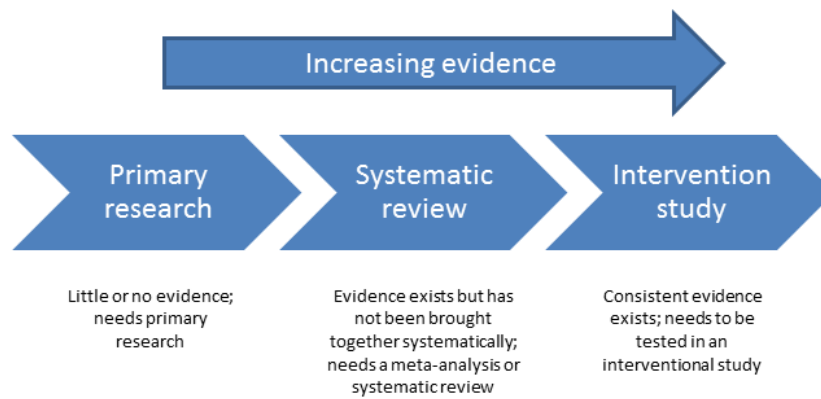 Increasing evidence
Primary
research
Systematic
review
Intervention
study
Little or no evidence;
needs primary
research
Evidence exists but has
not been brought
together systematically;
needs a meta-analysis or
systematic review
Consistent evidence
exists; needs to be
tested in an
interventional study